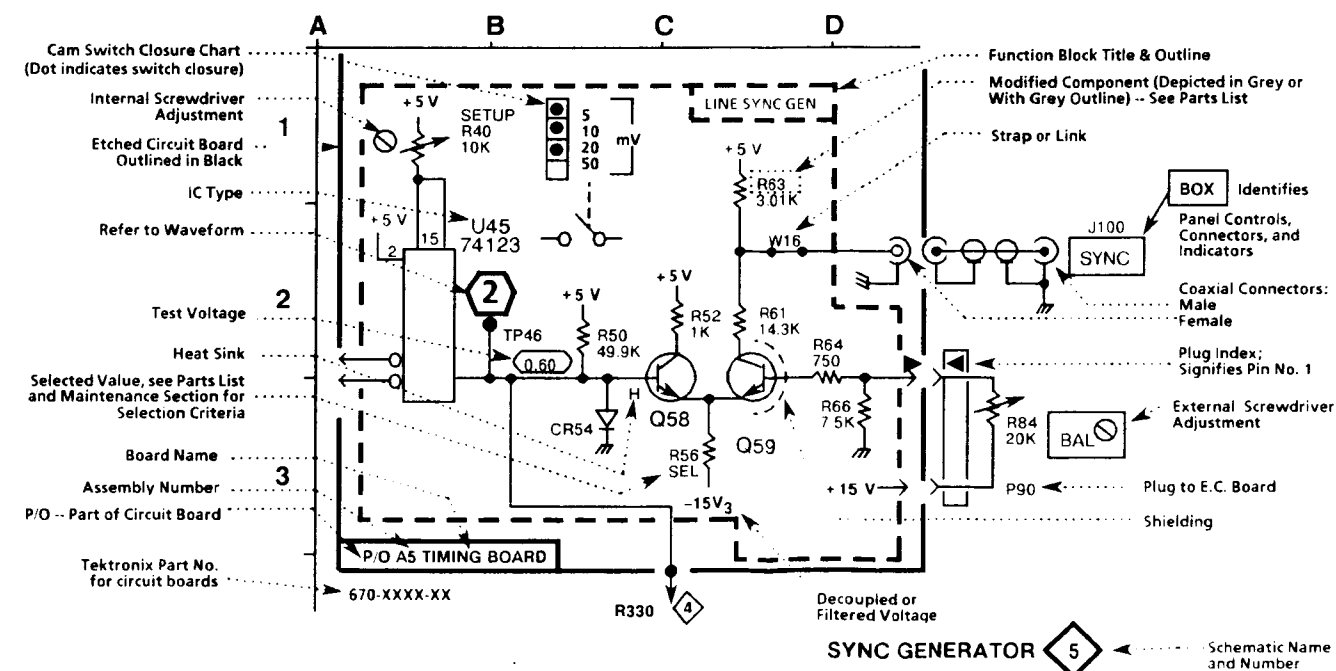 A B C D
Cam Switch Closure Chart
(Dot indicates switch closure)
Internal Screwdriver
Adjustment
1
Etched Circuit Board
Outlined in Black
IC Type
Refer to Waveform
2
Test Voltage
Heat Sink
Selected Value, see Parts List
and Maintenance Section for
Selection Criteria
Board Name
3
Assembly Number
P/O -- Part of Circuit Board
Tektronix Part No.
for circuit boards
+5 V
SETUP
R40
10K
5
10
20
50
mV
LINE SYNC GEN
+5 V
R63
3.01K
+5 V
2
15
U45
74123
W16
2
TP46
0.60
+5 V
R50
49.9K
+5 V
R52
1K
R61
14.3K
R64
750
H
Q58
CR54
R56
SEL
Q59
R66
7.5K
-15V3
+15 V
P/O A5 TIMING BOARD
670-XXXX-XX
R330
4
Function Block Title & Outline
Modified Component (Depicted in Grey or
With Grey Outline) -- See Parts List
Strap or Link
BOX
Identifies
Panel Controls,
Connectors, and
Indicators
J100
SYNC
Coaxial Connectors:
Male
Female
Plug Index;
Signifies Pin No. 1
R84
20K
BAL
External Screwdriver
Adjustment
P90
Plug to E.C. Board
Shielding
Decoupled or
Filtered Voltage
SYNC GENERATOR 5
Schematic Name
and Number